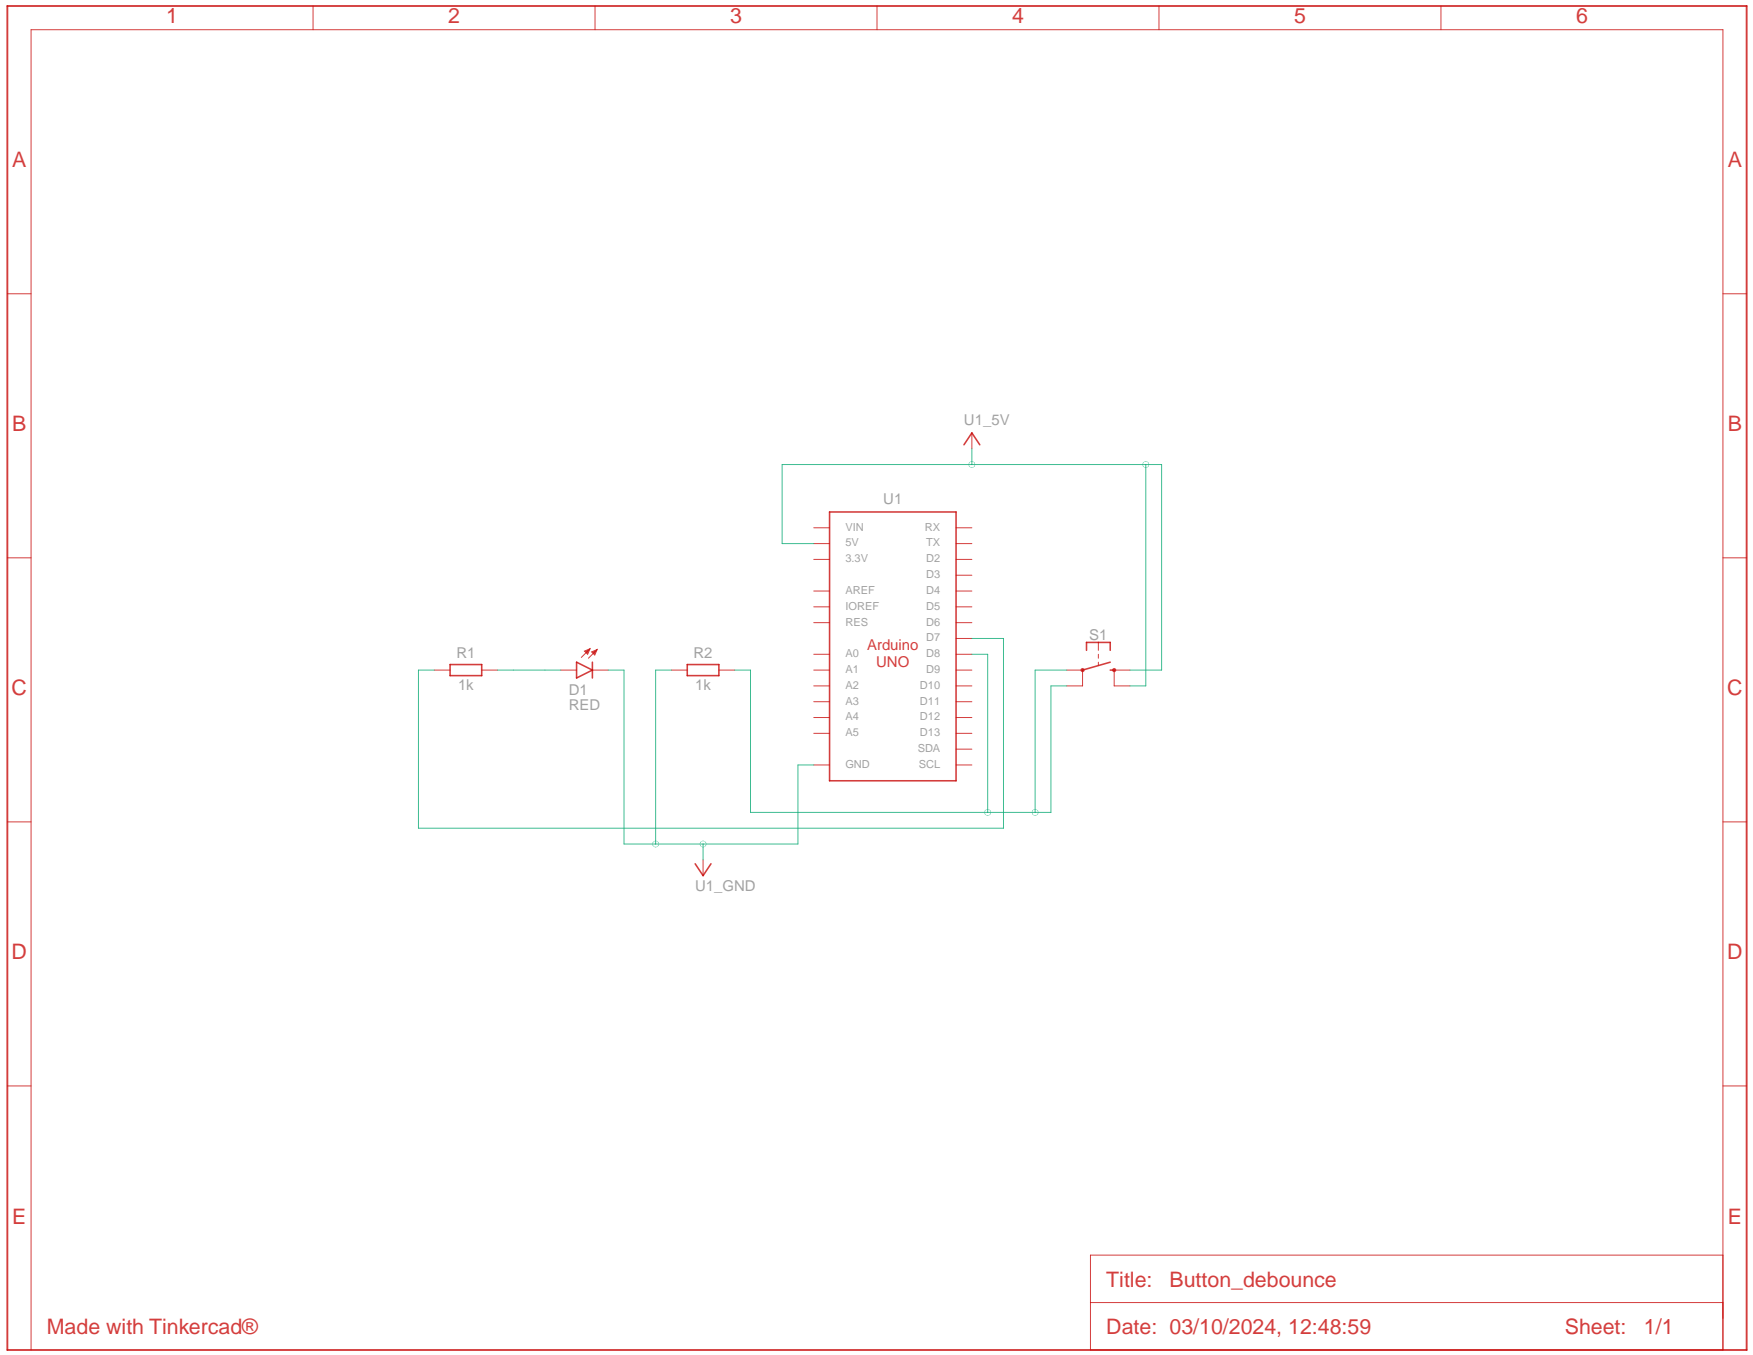 1 2 3 4 5 6
A A
B B
U1_5V
U1
VIN RX
5V TX
3.3V D2
D3
AREF D4
IOREF D5
RES D6
D7
Arduino
UNO
A0 D8
A1 D9
A2 D10
A3 D11
A4 D12
A5 D13
SDA
GND SCL
S1
R1
1k
D1
RED
R2
1k
C C
U1_GND
D D
E E
Title: Button_debounce
Made with Tinkercad®
Date: 03/10/2024, 12:48:59 Sheet: 1/1